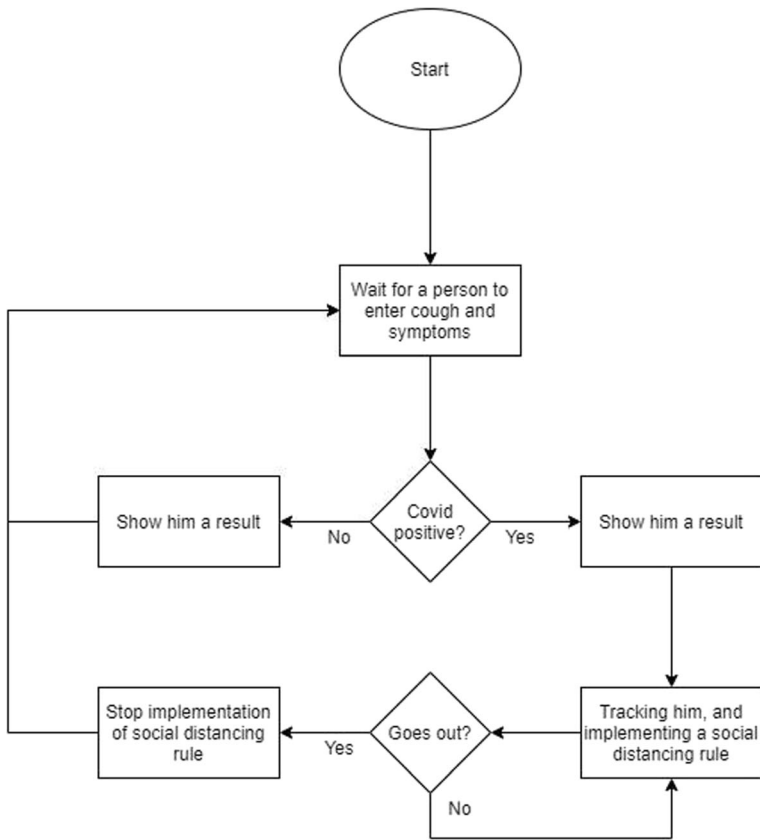 Start
Wait for a person to
enter cough and
symptoms
Show him a result
No
Covid
positive?
Yes
Show him a result
Stop implementation
of social distancing
rule
Yes
Goes out?
No
Tracking him, and
implementing a social
distancing rule